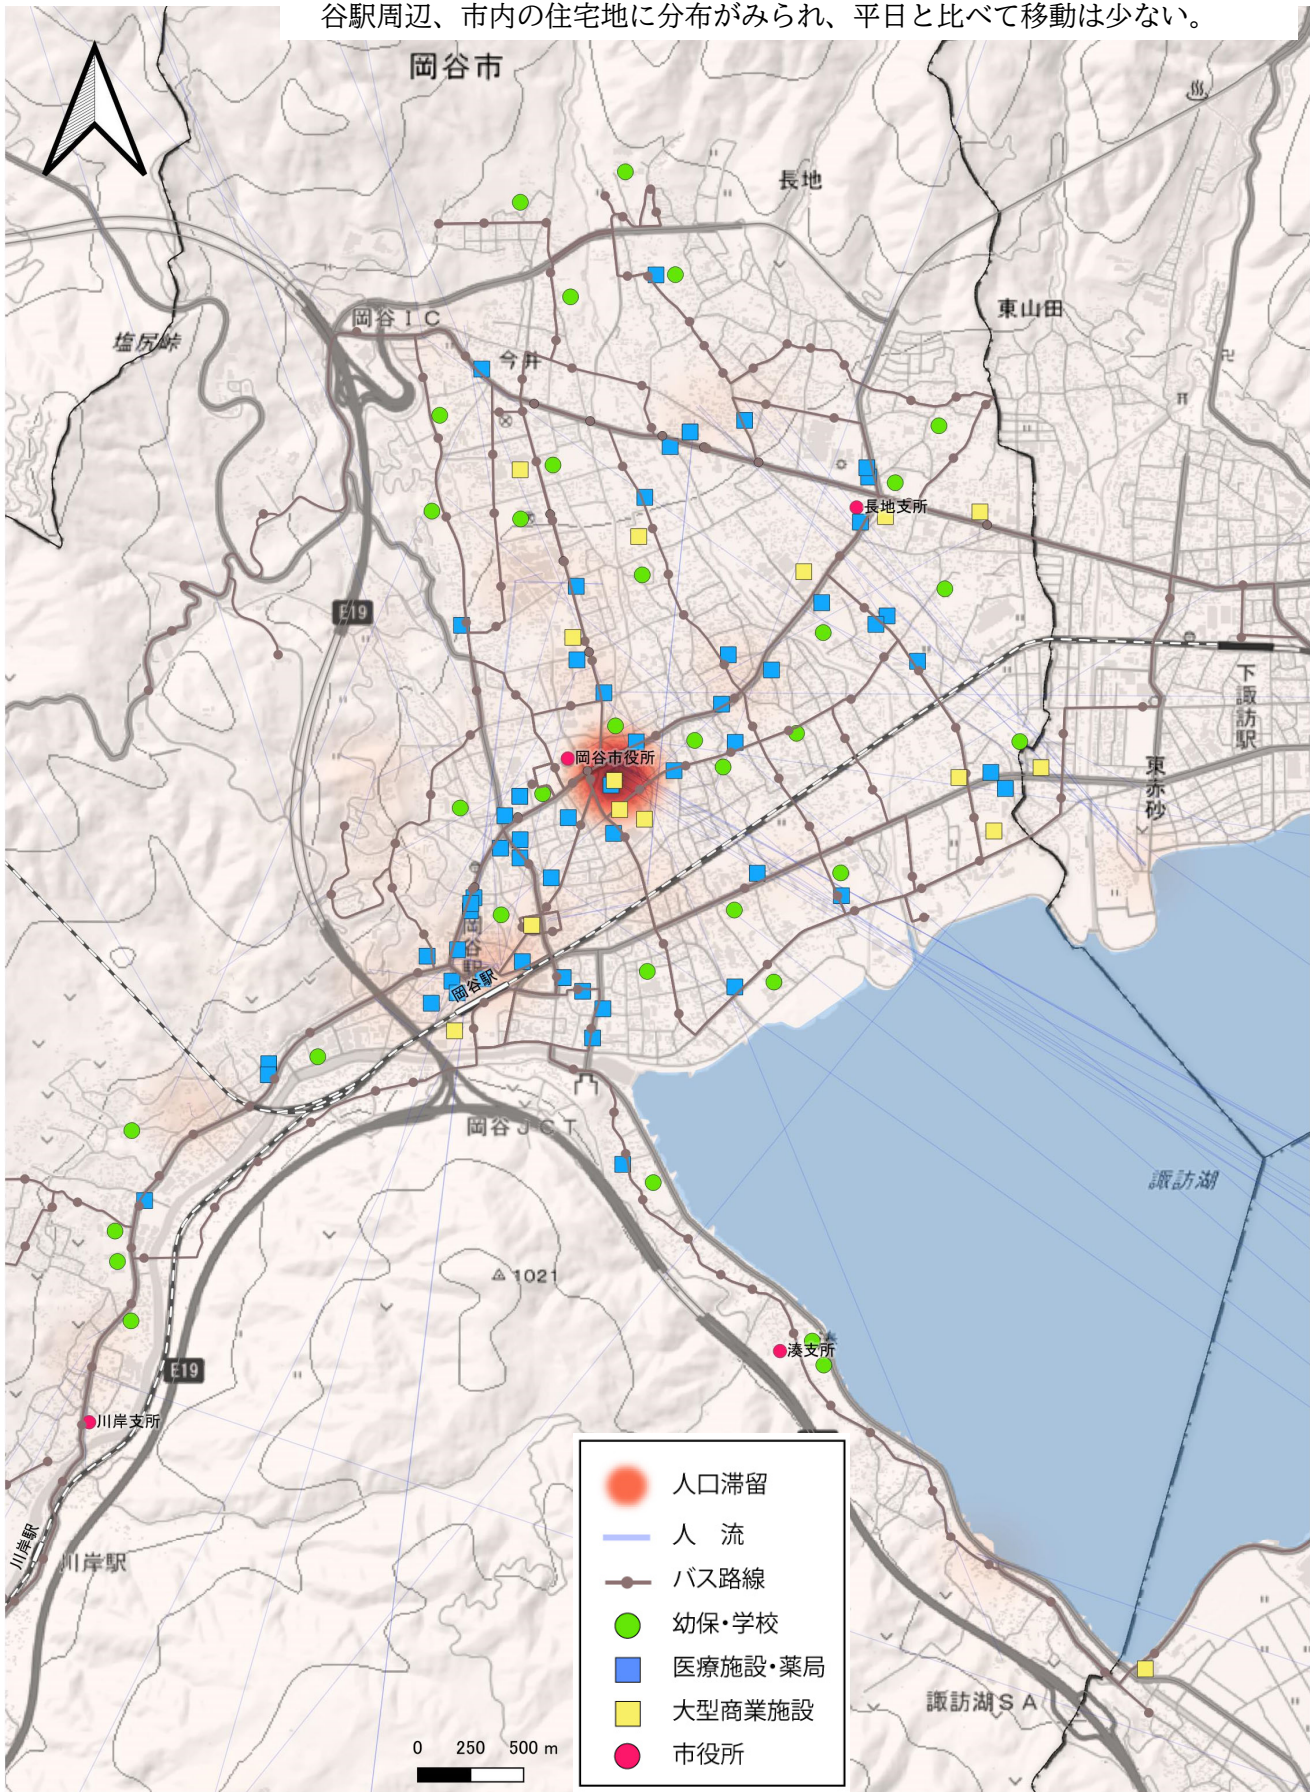 谷駅周辺、市内の住宅地に分布がみられ、平日と比べて移動は少ない。
岡谷市
長地
東山田
岡谷IC
塩尻峠
今井
長地支所
E19
下諏訪駅
岡谷市役所
東赤砂
岡谷駅
岡谷駅
岡谷JCT
諏訪湖
1021
湊支所
E19
川岸支所
川岸駅
川岸駅
諏訪湖SA
人口滞留
人 流
バス路線
幼保・学校
医療施設・薬局
大型商業施設
市役所
0 250 500 m